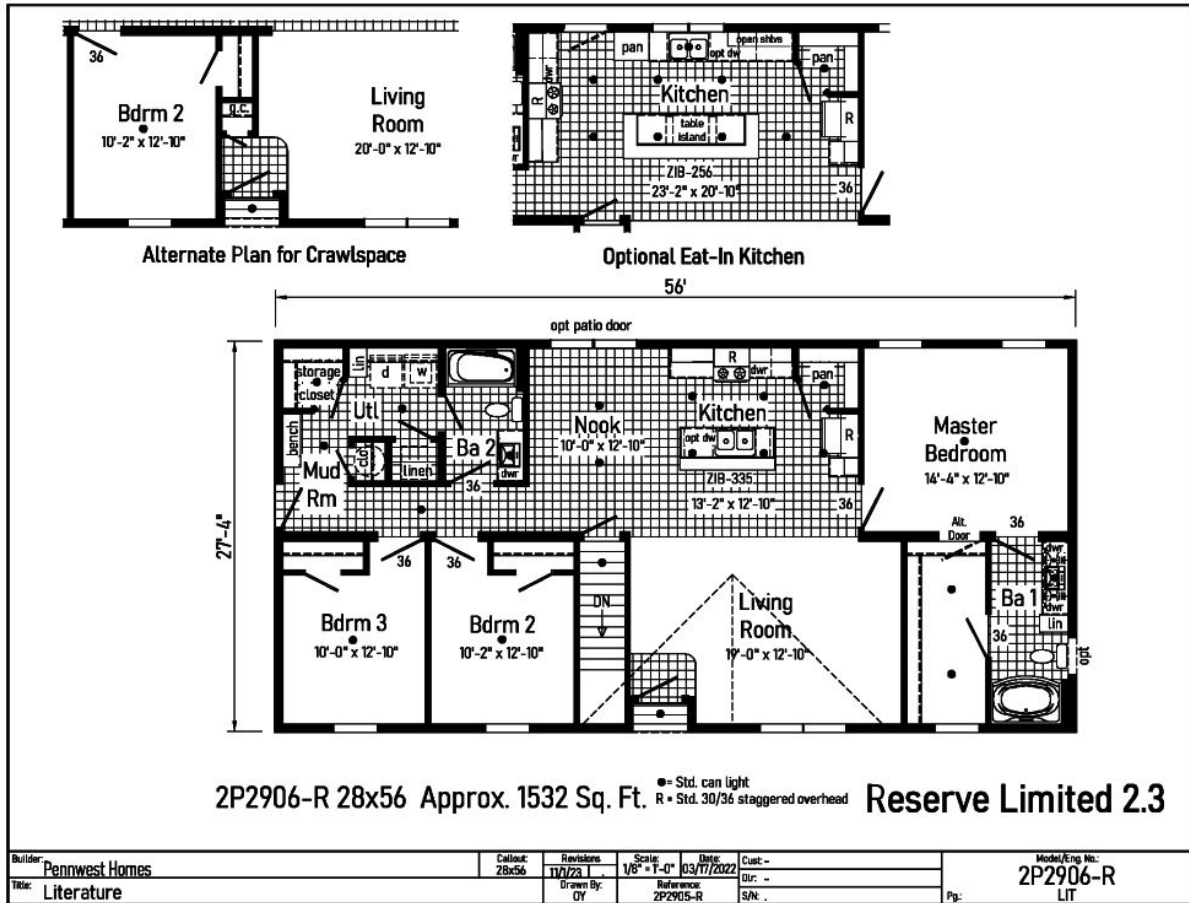 36
Bdrm 2
10'-2" x 12'-10"
g.c.
Living
Room
20'-0" x 12'-10"
Alternate Plan for Crawlspace
pan
opt dw
open shlvs
pan
dwr
R
Kitchen
table
island
R
ZIB-256
23'-2" x 20'-10"
36
Optional Eat-In Kitchen
56'
opt patio door
27'-4"
storage
closet
lin
d
w
Utl
bench
Mud
Rm
clo
linen
Ba 2
dwr
36
Nook
10'-0" x 12'-10"
R
dwr
Kitchen
opt dw
ZIB-335
13'-2" x 12'-10"
pan
R
36
Master
Bedroom
14'-4" x 12'-10"
Alt.
Door
36
36
Bdrm 3
10'-0" x 12'-10"
36
Bdrm 2
10'-2" x 12'-10"
DN
Living
Room
19'-0" x 12'-10"
dwr
Ba 1
dwr
lin
36
opt
2P2906-R 28x56 Approx. 1532 Sq. Ft.
●= Std. can light
R = Std. 30/36 staggered overhead
Reserve Limited 2.3
Builder: Pennwest Homes
Title: Literature
Callout:
28x56
Revisions
11/1/23
Scale:
1/8" = 1'-0"
Date:
03/17/2022
Drawn By:
OY
Reference:
2P2905-R
Cust: -
Dlr: -
S/N: .
Model/Eng. No.:
2P2906-R
Pg.: LIT